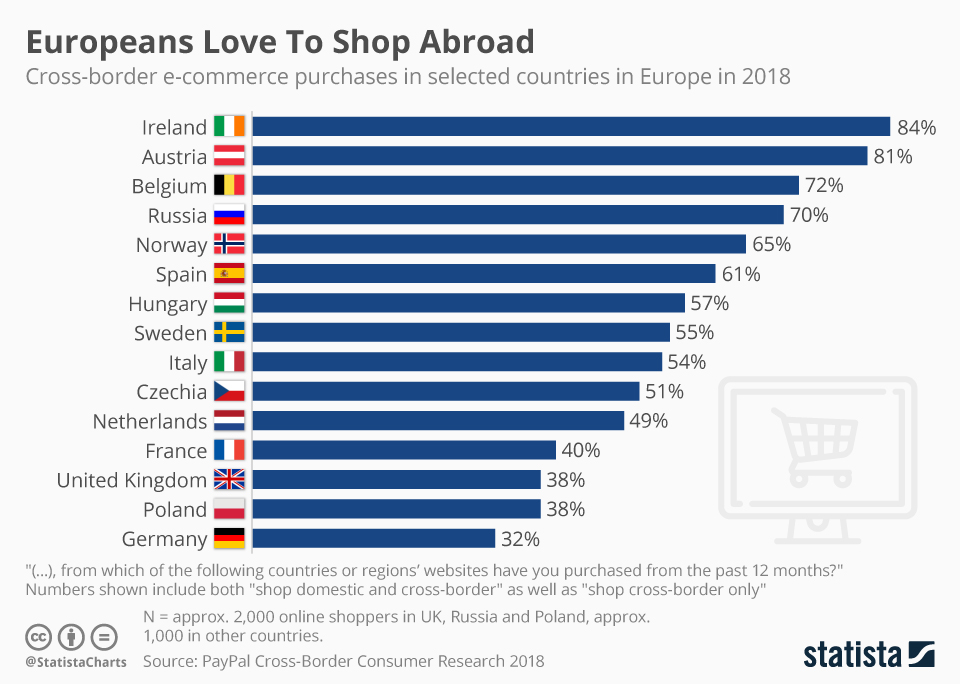 Europeans Love To Shop Abroad
Cross-border e-commerce purchases in selected countries in Europe in 2018
Ireland 84%
Austria 81%
Belgium 72%
Russia 70%
Norway 65%
Spain 61%
Hungary 57%
Sweden 55%
Italy 54%
Czechia 51%
Netherlands 49%
France 40%
United Kingdom 38%
Poland 38%
Germany 32%
"(...), from which of the following countries or regions’ websites have you purchased from the past 12 months?"
Numbers shown include both "shop domestic and cross-border" as well as "shop cross-border only"
N = approx. 2,000 online shoppers in UK, Russia and Poland, approx.
1,000 in other countries.
cc
@StatistaCharts Source: PayPal Cross-Border Consumer Research 2018
statista